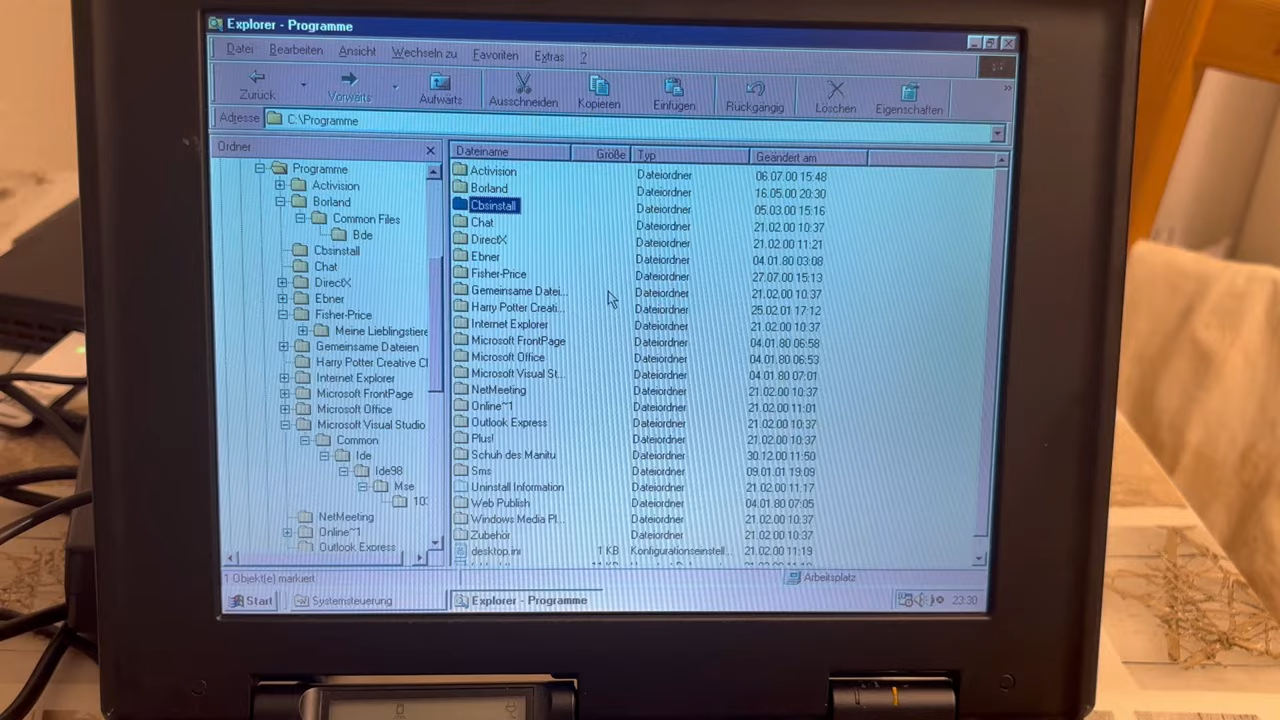 Explorer - Programme
Datei Bearbeiten Ansicht Wechseln zu Favoriten Extras ?
Zurück Vorwärts Aufwärts Ausschneiden Kopieren Einfügen Rückgängig Löschen Eigenschaften »
Adresse C:\Programme
Ordner
Programme
Activision
Borland
Common Files
Bde
Cbsinstall
Chat
DirectX
Ebner
Fisher-Price
Meine Lieblingstiere
Gemeinsame Dateien
Harry Potter Creative Cl
Internet Explorer
Microsoft FrontPage
Microsoft Office
Microsoft Visual Studio
Common
Ide
Ide98
Mse
NetMeeting
Online~1
Outlook Express
Dateiname Größe Typ Geändert am
Activision Dateiordner 06.07.00 15:48
Borland Dateiordner 16.05.00 20:30
Cbsinstall Dateiordner 05.03.00 15:16
Chat Dateiordner 21.02.00 10:37
DirectX Dateiordner 21.02.00 11:21
Ebner Dateiordner 04.01.80 03:08
Fisher-Price Dateiordner 27.07.00 15:13
Gemeinsame Datei... Dateiordner 21.02.00 10:37
Harry Potter Creati... Dateiordner 25.02.01 17:12
Internet Explorer Dateiordner 21.02.00 10:37
Microsoft FrontPage Dateiordner 04.01.80 06:58
Microsoft Office Dateiordner 04.01.80 06:53
Microsoft Visual St... Dateiordner 04.01.80 07:01
NetMeeting Dateiordner 21.02.00 10:37
Online~1 Dateiordner 21.02.00 11:01
Outlook Express Dateiordner 21.02.00 10:37
Plus! Dateiordner 21.02.00 10:37
Schuh des Manitu Dateiordner 30.12.00 11:50
Sms Dateiordner 09.01.01 19:09
Uninstall Information Dateiordner 21.02.00 11:17
Web Publish Dateiordner 04.01.80 07:05
Windows Media Pl... Dateiordner 21.02.00 10:37
Zubehör Dateiordner 21.02.00 10:37
desktop.ini 1 KB Konfigurationseinstell... 21.02.00 11:19
1 Objekt(e) markiert Arbeitsplatz
Start Systemsteuerung Explorer - Programme 23:30